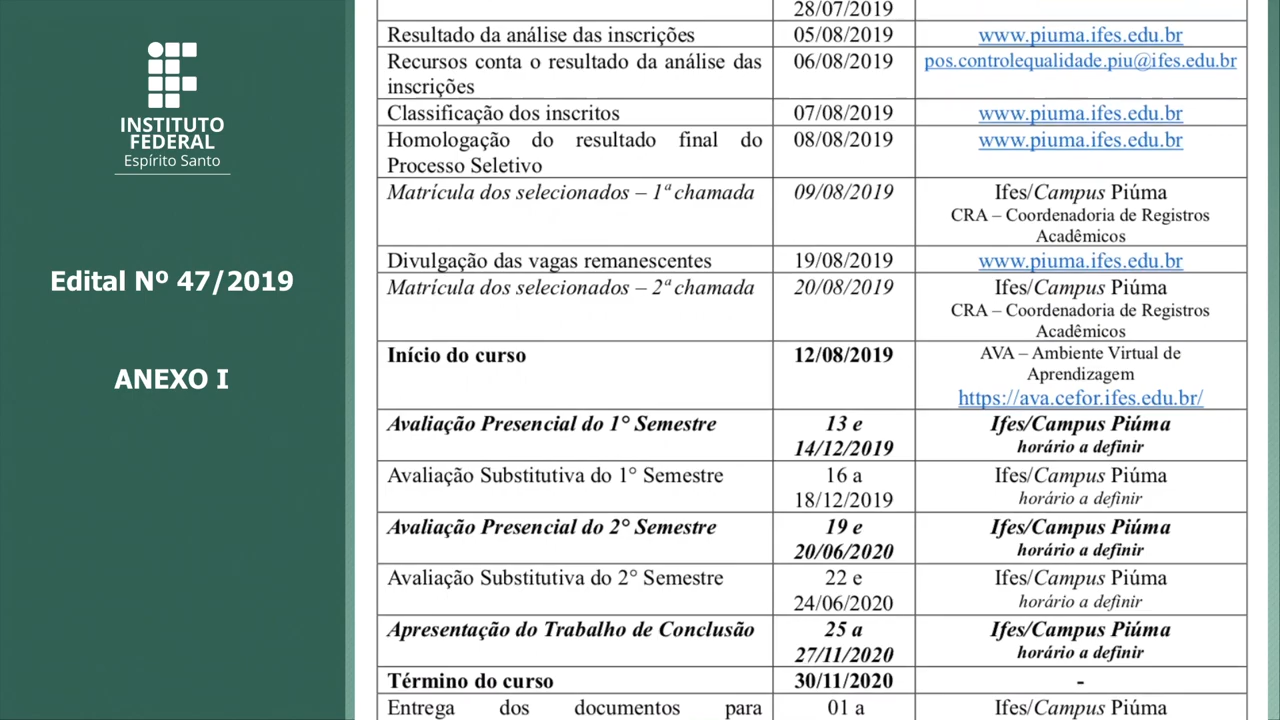 INSTITUTO
FEDERAL
Espírito Santo
Edital Nº 47/2019
ANEXO I
28/07/2019
Resultado da análise das inscrições 05/08/2019 www.piuma.ifes.edu.br
Recursos conta o resultado da análise das 06/08/2019 pos.controlequalidade.piu@ifes.edu.br
inscrições
Classificação dos inscritos 07/08/2019 www.piuma.ifes.edu.br
Homologação do resultado final do 08/08/2019 www.piuma.ifes.edu.br
Processo Seletivo
Matrícula dos selecionados – 1ª chamada 09/08/2019 Ifes/Campus Piúma
CRA – Coordenadoria de Registros
Acadêmicos
Divulgação das vagas remanescentes 19/08/2019 www.piuma.ifes.edu.br
Matrícula dos selecionados – 2ª chamada 20/08/2019 Ifes/Campus Piúma
CRA – Coordenadoria de Registros
Acadêmicos
Início do curso 12/08/2019 AVA – Ambiente Virtual de
Aprendizagem
https://ava.cefor.ifes.edu.br/
Avaliação Presencial do 1° Semestre 13 e Ifes/Campus Piúma
14/12/2019 horário a definir
Avaliação Substitutiva do 1° Semestre 16 a Ifes/Campus Piúma
18/12/2019 horário a definir
Avaliação Presencial do 2° Semestre 19 e Ifes/Campus Piúma
20/06/2020 horário a definir
Avaliação Substitutiva do 2° Semestre 22 e Ifes/Campus Piúma
24/06/2020 horário a definir
Apresentação do Trabalho de Conclusão 25 a Ifes/Campus Piúma
27/11/2020 horário a definir
Término do curso 30/11/2020 -
Entrega dos documentos para 01 a Ifes/Campus Piúma